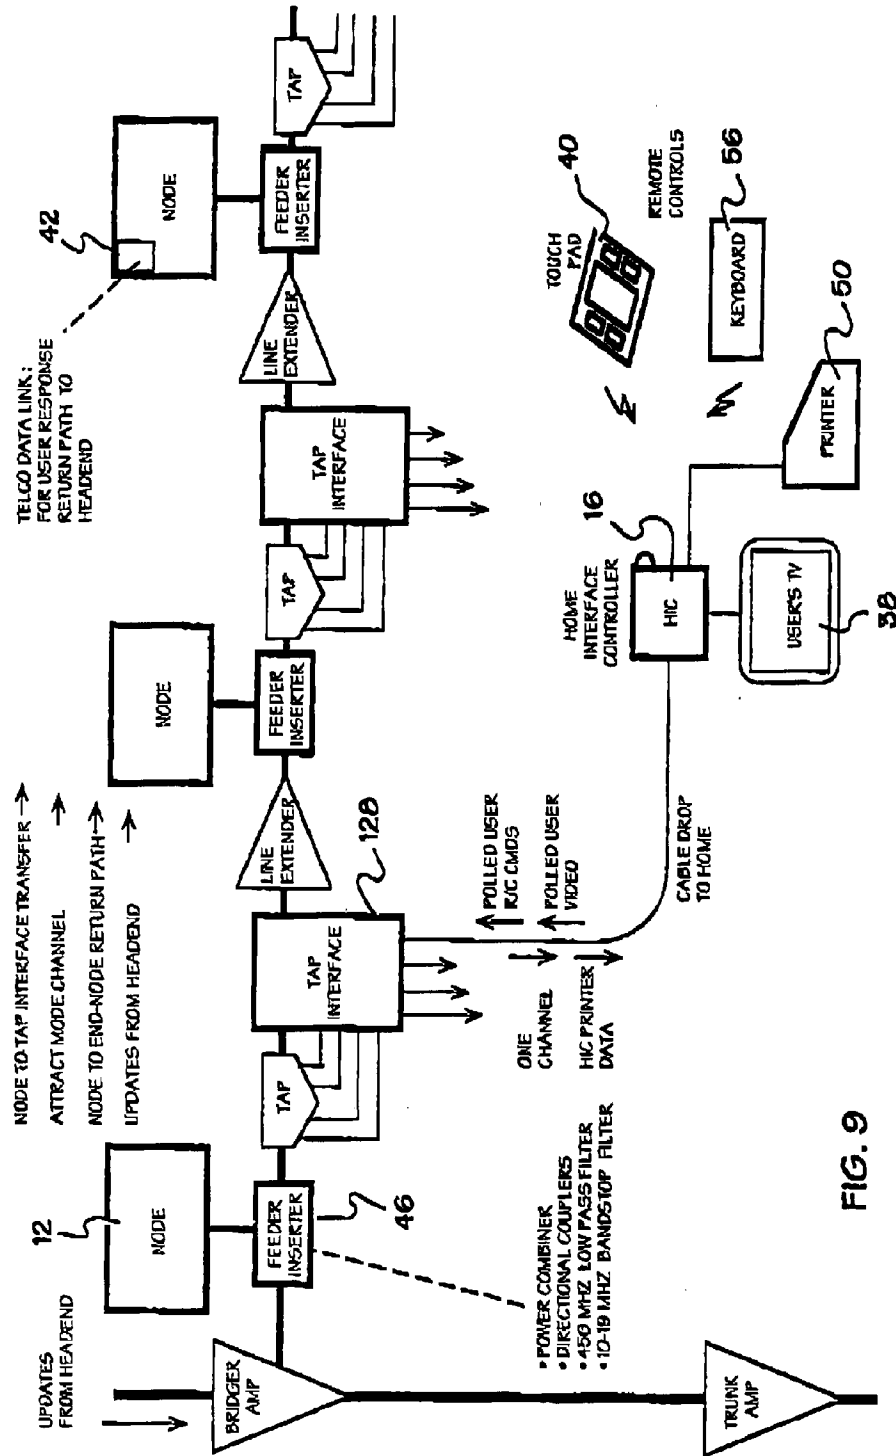 UPDATES
FROM HEADEND
12
NODE TO TAP INTERFACE TRANSFER →
ATTRACT MODE CHANNEL →
NODE TO END-NODE RETURN PATH →
UPDATES FROM HEADEND →
TELCO DATA LINK:
FOR USER RESPONSE
RETURN PATH TO
HEADEND
42
NODE
NODE
NODE
BRIDGER
AMP
FEEDER
INSERTER
46
TAP
TAP
INTERFACE
128
LINE
EXTENDER
FEEDER
INSERTER
TAP
TAP
INTERFACE
LINE
EXTENDER
FEEDER
INSERTER
TAP
• POWER COMBINER
• DIRECTIONAL COUPLERS
• 450 MHZ LOW PASS FILTER
• 10-19 MHZ BANDSTOP FILTER
TRUNK
AMP
ONE
CHANNEL
HIC PRINTER
DATA
POLLED USER
R/C CMDS
POLLED USER
VIDEO
CABLE DROP
TO HOME
HOME
INTERFACE
CONTROLLER
16
HIC
USER'S TV
38
PRINTER
50
TOUCH
PAD
40
REMOTE
CONTROLS
KEYBOARD
56
FIG. 9